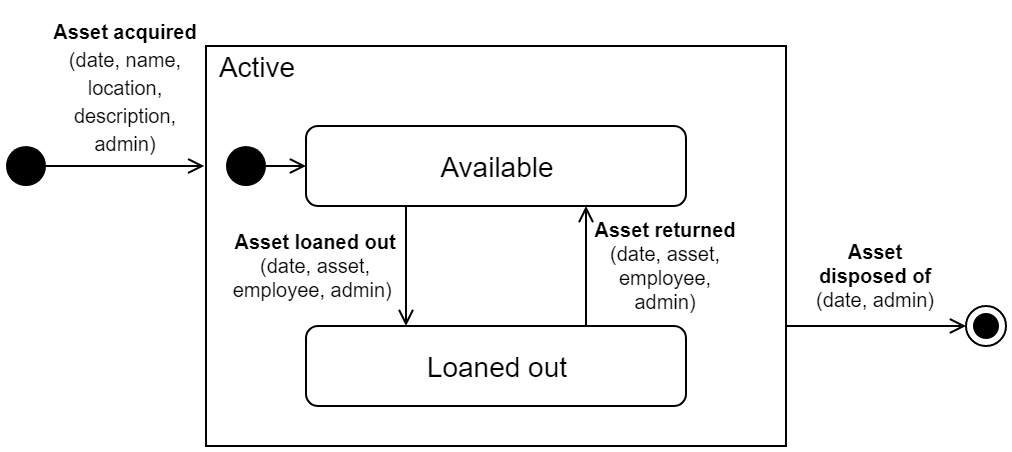 Asset acquired
(date, name,
location,
description,
admin)
Active
Available
Asset loaned out
(date, asset,
employee, admin)
Asset returned
(date, asset,
employee,
admin)
Loaned out
Asset
disposed of
(date, admin)